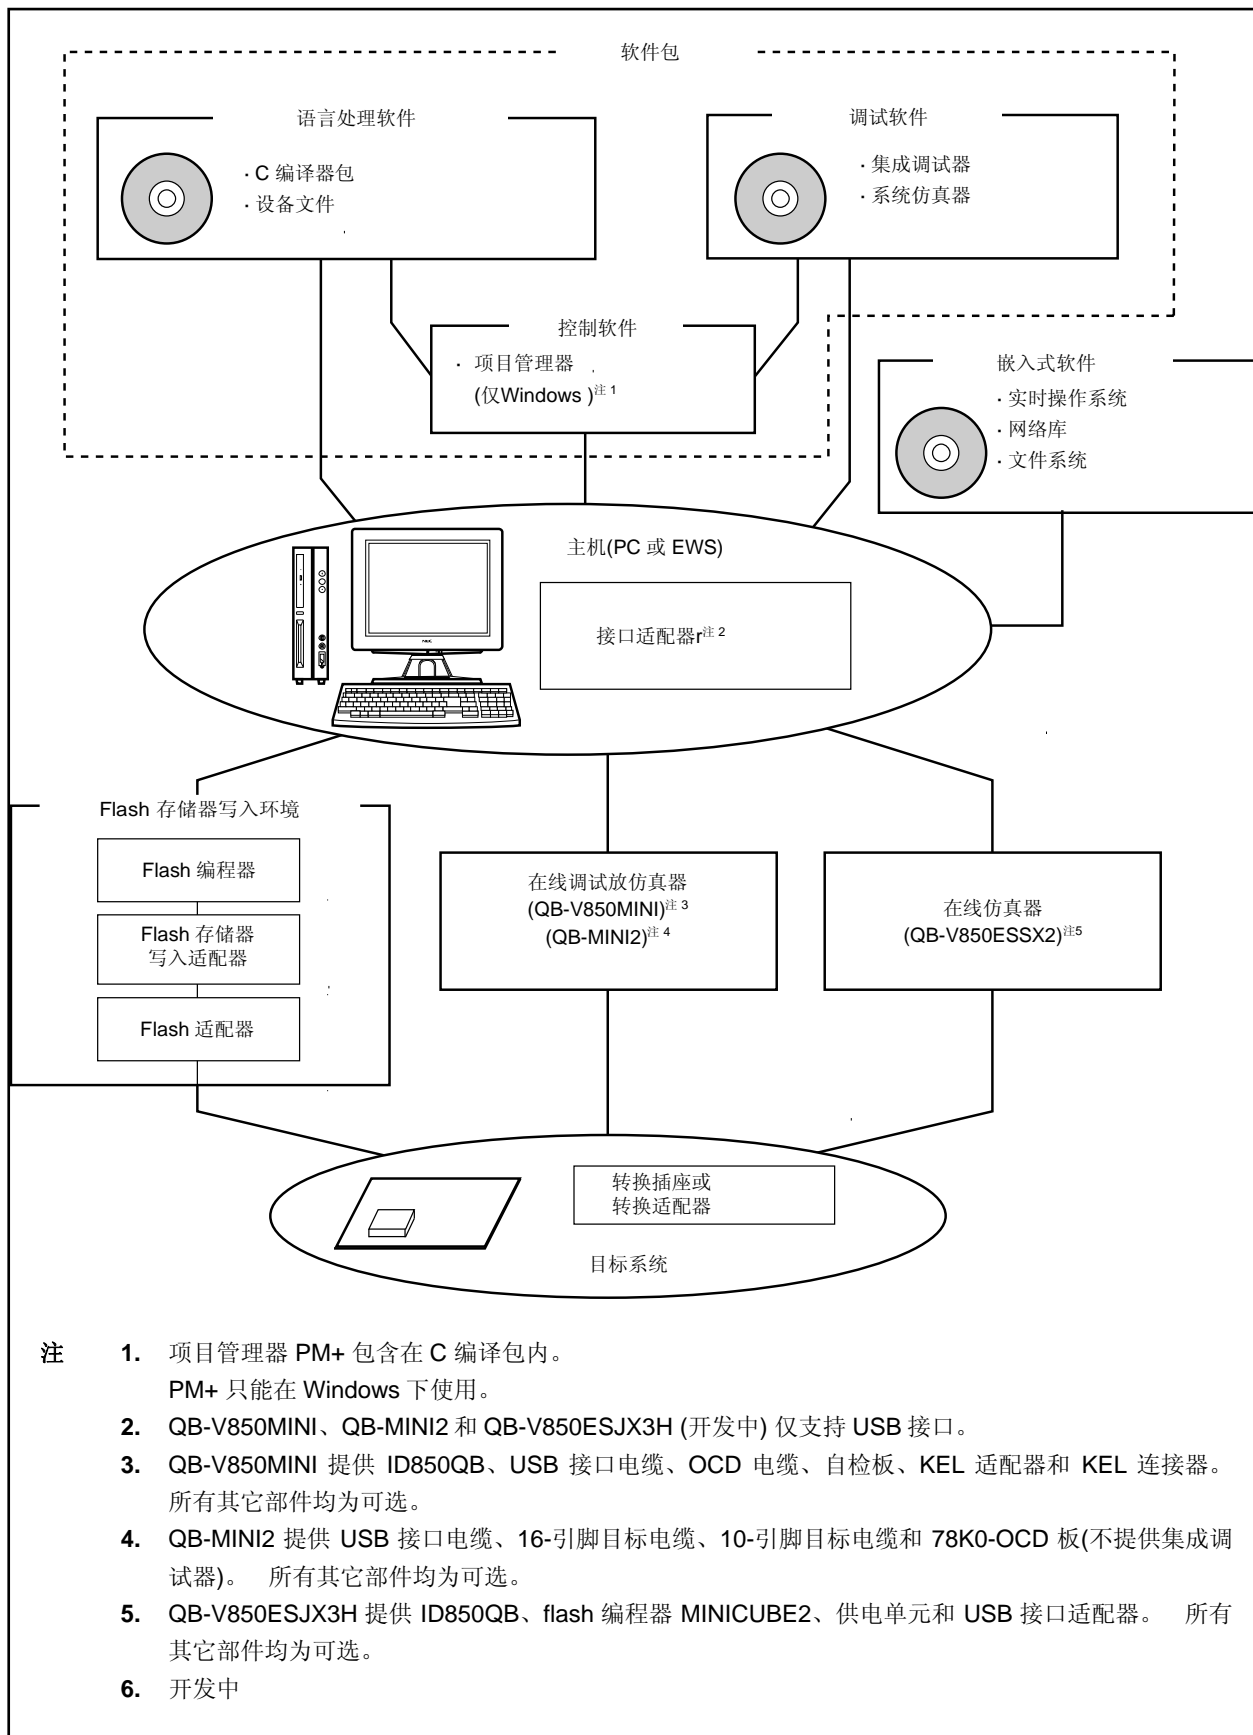 软件包
语言处理软件
· C 编译器包
· 设备文件
调试软件
· 集成调试器
· 系统仿真器
控制软件
· 项目管理器
(仅Windows )注 1
嵌入式软件
· 实时操作系统
· 网络库
· 文件系统
主机(PC 或 EWS)
NEC
接口适配器r注 2
Flash 存储器写入环境
Flash 编程器
Flash 存储器
写入适配器
Flash 适配器
在线调试放仿真器
(QB-V850MINI)注 3
(QB-MINI2)注 4
在线仿真器
(QB-V850ESSX2)注5
转换插座或
转换适配器
目标系统
注 1. 项目管理器 PM+ 包含在 C 编译包内。
PM+ 只能在 Windows 下使用。
2. QB-V850MINI、QB-MINI2 和 QB-V850ESJX3H (开发中) 仅支持 USB 接口。
3. QB-V850MINI 提供 ID850QB、USB 接口电缆、OCD 电缆、自检板、KEL 适配器和 KEL 连接器。
所有其它部件均为可选。
4. QB-MINI2 提供 USB 接口电缆、16-引脚目标电缆、10-引脚目标电缆和 78K0-OCD 板(不提供集成调
试器)。 所有其它部件均为可选。
5. QB-V850ESJX3H 提供 ID850QB、flash 编程器 MINICUBE2、供电单元和 USB 接口适配器。 所有
其它部件均为可选。
6. 开发中